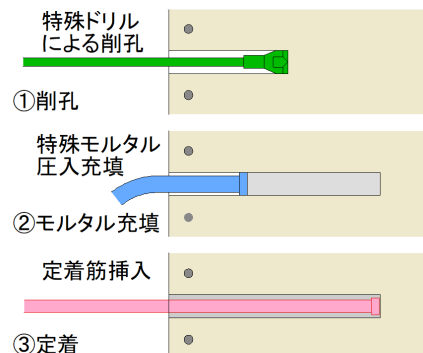 特殊ドリル
による削孔
①削孔
特殊モルタル
圧入充填
②モルタル充填
定着筋挿入
③定着